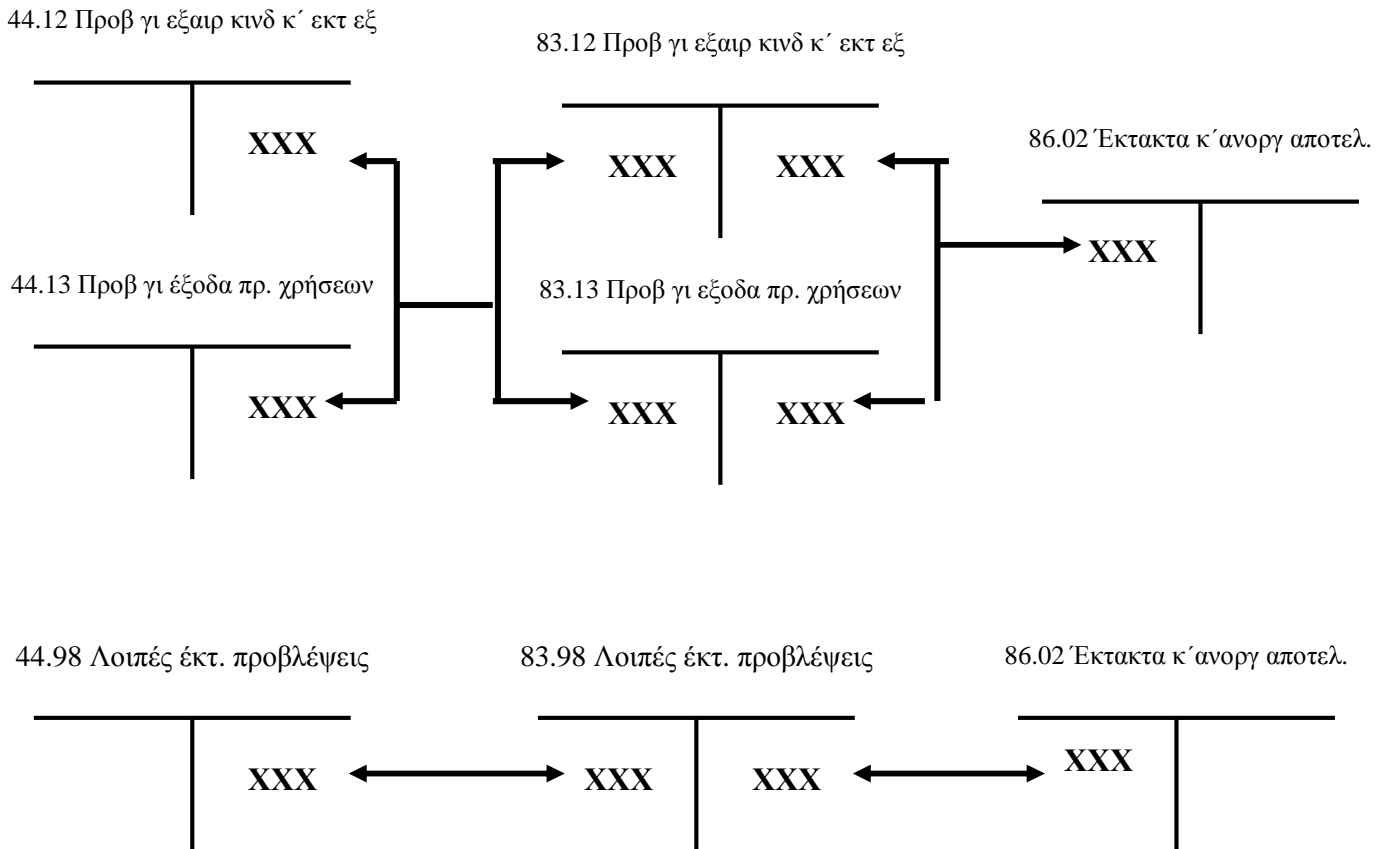 44.12 Προβ γι εξαιρ κινδ κ΄ εκτ εξ
83.12 Προβ γι εξαιρ κινδ κ΄ εκτ εξ
86.02 Έκτακτα κ΄ανοργ αποτελ.
XXX
XXX XXX
XXX
44.13 Προβ γι έξοδα πρ. χρήσεων
83.13 Προβ γι εξοδα πρ. χρήσεων
XXX
XXX XXX
44.98 Λοιπές έκτ. προβλέψεις
83.98 Λοιπές έκτ. προβλέψεις
86.02 Έκτακτα κ΄ανοργ αποτελ.
XXX
XXX XXX
XXX